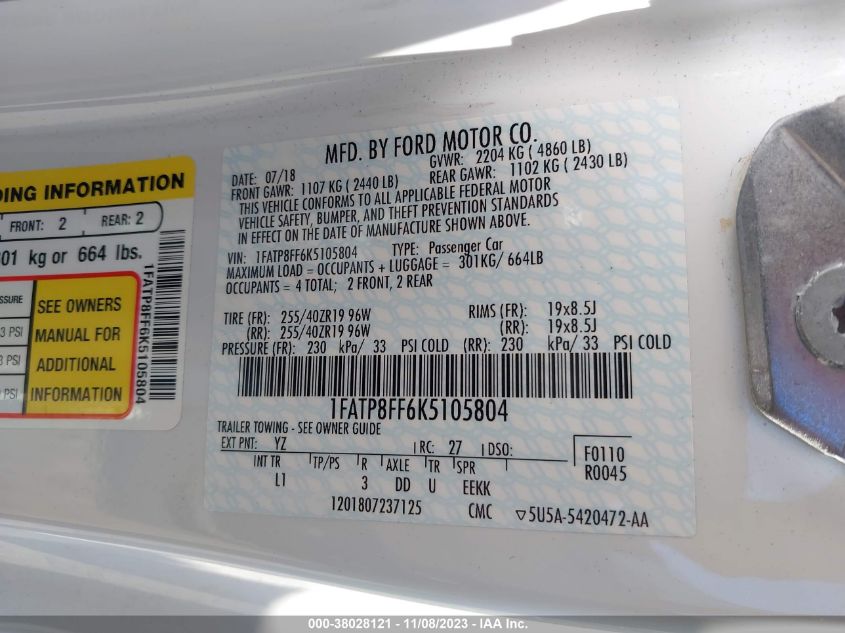 DING INFORMATION
FRONT: 2 REAR: 2
301 kg or 664 lbs.
SSURE
3 PSI
3 PSI
PSI
SEE OWNERS
MANUAL FOR
ADDITIONAL
INFORMATION
1FATP8FF6K5105804
MFD. BY FORD MOTOR CO.
DATE: 07/18 GVWR: 2204 KG ( 4860 LB)
FRONT GAWR: 1107 KG ( 2440 LB) REAR GAWR: 1102 KG ( 2430 LB)
THIS VEHICLE CONFORMS TO ALL APPLICABLE FEDERAL MOTOR
VEHICLE SAFETY, BUMPER, AND THEFT PREVENTION STANDARDS
IN EFFECT ON THE DATE OF MANUFACTURE SHOWN ABOVE.
VIN: 1FATP8FF6K5105804 TYPE: Passenger Car
MAXIMUM LOAD = OCCUPANTS + LUGGAGE = 301KG/ 664LB
OCCUPANTS = 4 TOTAL; 2 FRONT, 2 REAR
TIRE (FR): 255/40ZR19 96W RIMS (FR): 19x8.5J
(RR): 255/40ZR19 96W (RR): 19x8.5J
PRESSURE (FR): 230 kPa/ 33 PSI COLD (RR): 230 kPa/ 33 PSI COLD
1FATP8FF6K5105804
TRAILER TOWING - SEE OWNER GUIDE
EXT PNT: YZ RC: 27 DSO: F0110
INT TR TP/PS R AXLE TR SPR R0045
L1 3 DD U EEKK
1201807237125 CMC ▽5U5A-5420472-AA
000-38028121 - 11/08/2023 - IAA Inc.